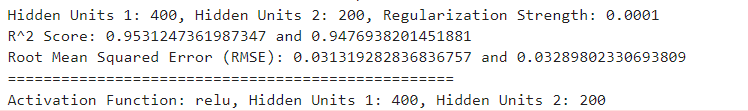 Hidden Units 1: 400, Hidden Units 2: 200, Regularization Strength: 0.0001
R^2 Score: 0.9531247361987347 and 0.9476938201451881
Root Mean Squared Error (RMSE): 0.031319282836836757 and 0.03289802330693809
==================================================
Activation Function: relu, Hidden Units 1: 400, Hidden Units 2: 200